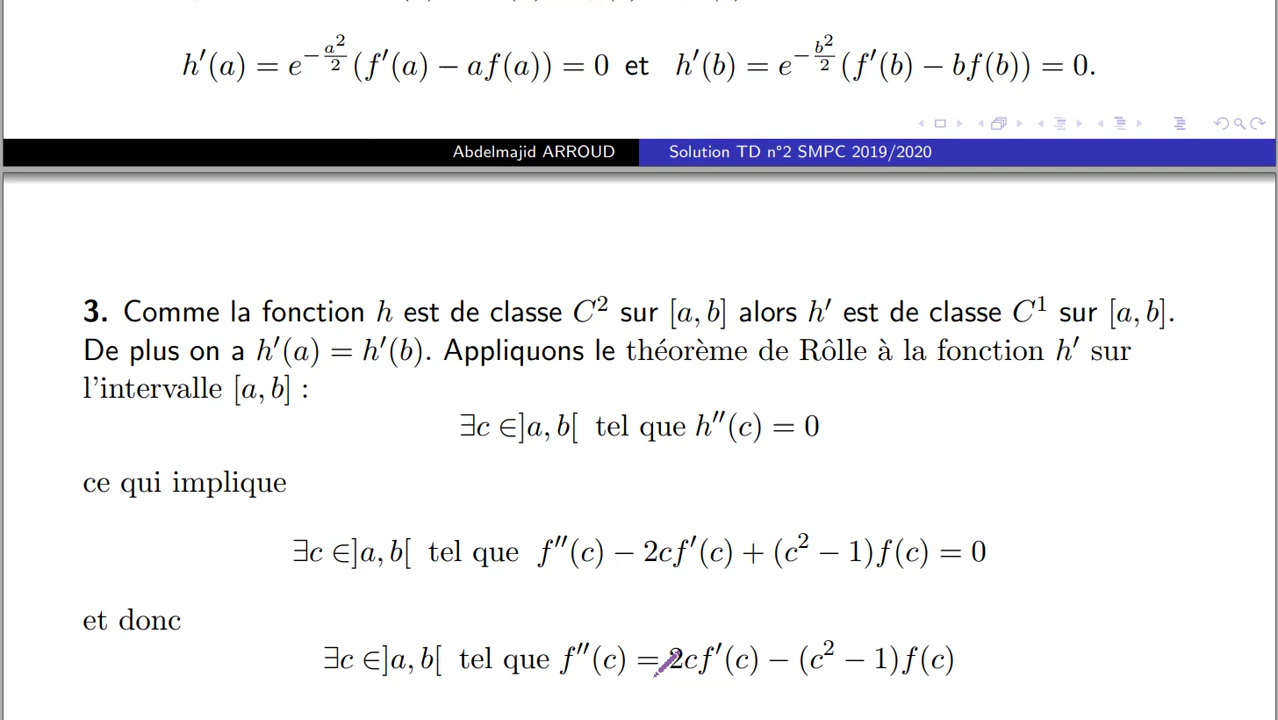 h′(a) = e^{−a²/2}(f′(a) − af(a)) = 0 et h′(b) = e^{−b²/2}(f′(b) − bf(b)) = 0.
Abdelmajid ARROUD Solution TD n°2 SMPC 2019/2020
3. Comme la fonction h est de classe C² sur [a, b] alors h′ est de classe C¹ sur [a, b].
De plus on a h′(a) = h′(b). Appliquons le théorème de Rôlle à la fonction h′ sur
l'intervalle [a, b] :
∃c ∈]a, b[ tel que h′′(c) = 0
ce qui implique
∃c ∈]a, b[ tel que f′′(c) − 2cf′(c) + (c² − 1)f(c) = 0
et donc
∃c ∈]a, b[ tel que f′′(c) = 2cf′(c) − (c² − 1)f(c)